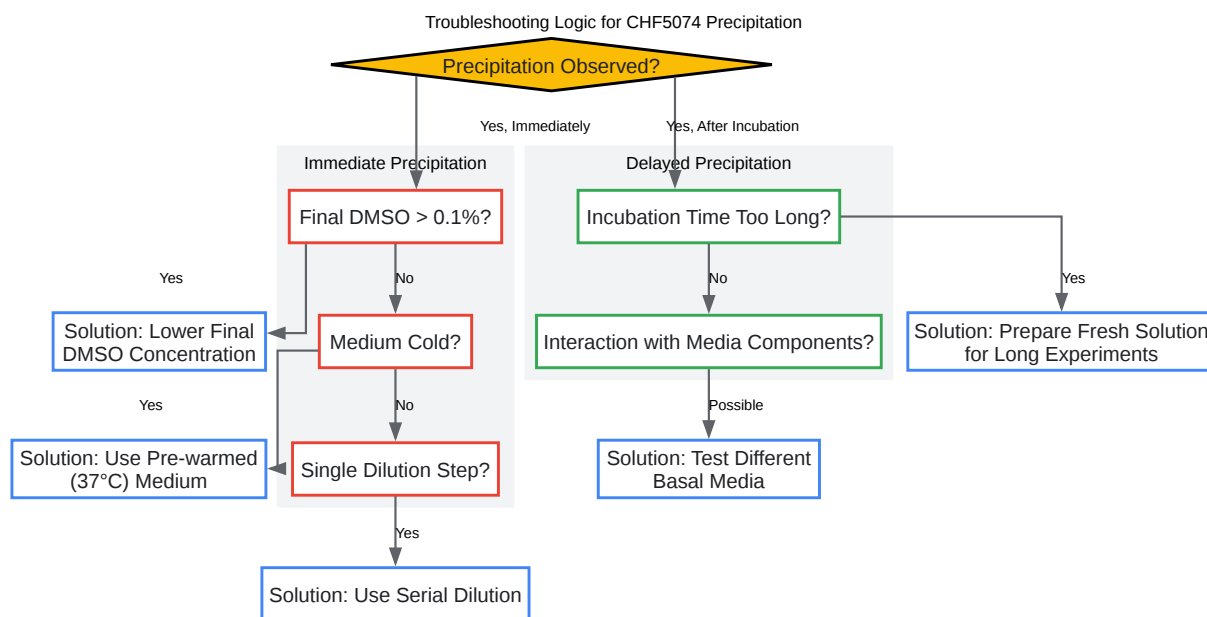 Troubleshooting Logic for CHF5074 Precipitation
Precipitation Observed?
Yes, Immediately
Yes, After Incubation
Immediate Precipitation
Delayed Precipitation
Final DMSO > 0.1%?
Incubation Time Too Long?
Yes
No
No
Yes
Solution: Lower Final
DMSO Concentration
Medium Cold?
Interaction with Media Components?
Solution: Prepare Fresh Solution
for Long Experiments
Yes
No
Possible
Solution: Use Pre-warmed
(37°C) Medium
Single Dilution Step?
Solution: Test Different
Basal Media
Yes
Solution: Use Serial Dilution